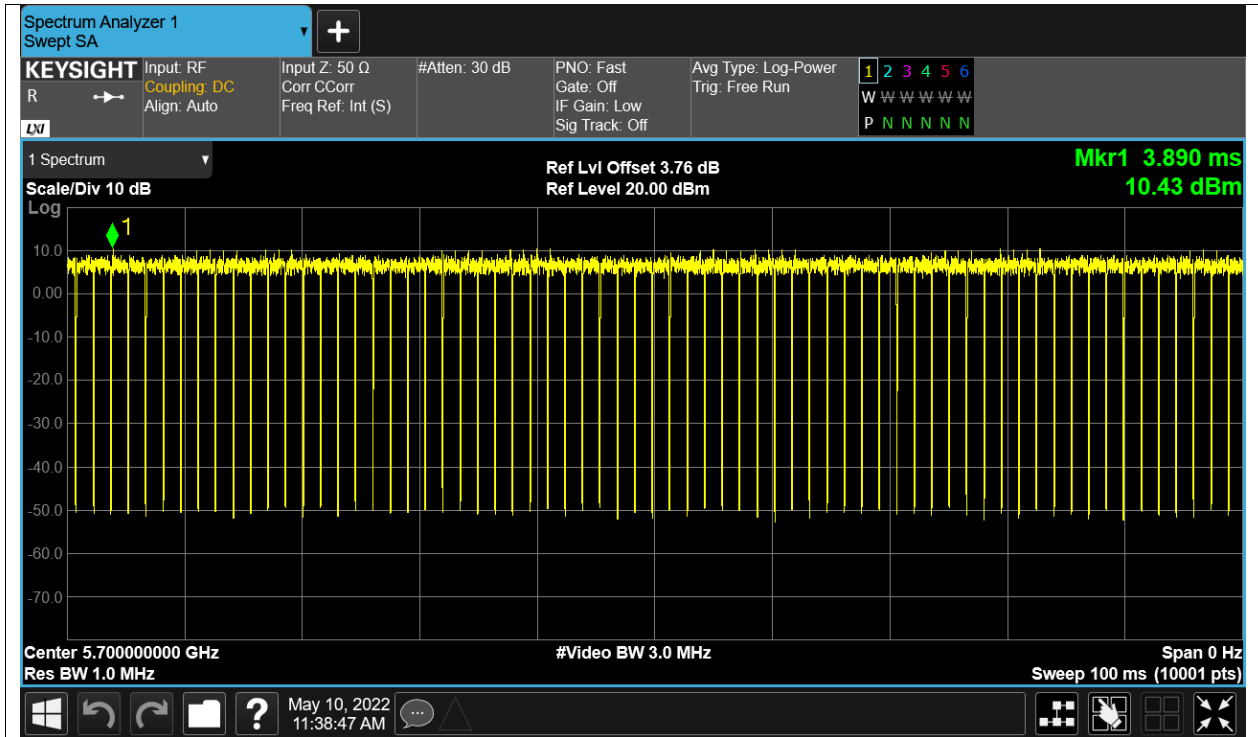 Spectrum Analyzer 1
Swept SA
KEYSIGHT
R
LXI
Input: RF
Coupling: DC
Align: Auto
Input Z: 50 Ω
Corr CCorr
Freq Ref: Int (S)
#Atten: 30 dB
PNO: Fast
Gate: Off
IF Gain: Low
Sig Track: Off
Avg Type: Log-Power
Trig: Free Run
1 2 3 4 5 6
W W W W W W
P N N N N N
1 Spectrum
Scale/Div 10 dB
Log
Ref Lvl Offset 3.76 dB
Ref Level 20.00 dBm
Mkr1 3.890 ms
10.43 dBm
1
10.0
0.00
-10.0
-20.0
-30.0
-40.0
-50.0
-60.0
-70.0
Center 5.700000000 GHz
Res BW 1.0 MHz
#Video BW 3.0 MHz
Span 0 Hz
Sweep 100 ms (10001 pts)
?
May 10, 2022
11:38:47 AM